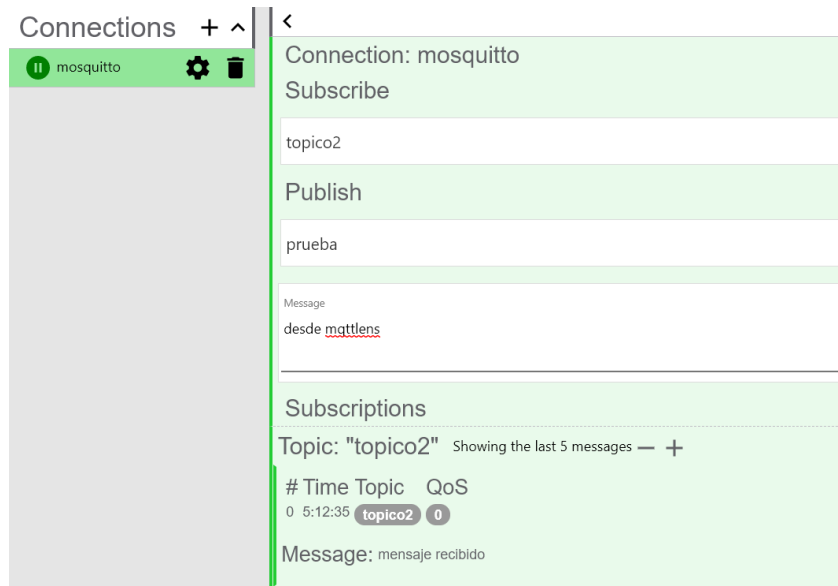 Connections
mosquitto
Connection: mosquitto
Subscribe
topico2
Publish
prueba
Message
desde mqttlens
Subscriptions
Topic: "topico2" Showing the last 5 messages
# Time Topic QoS
0 5:12:35 topico2 0
Message: mensaje recibido